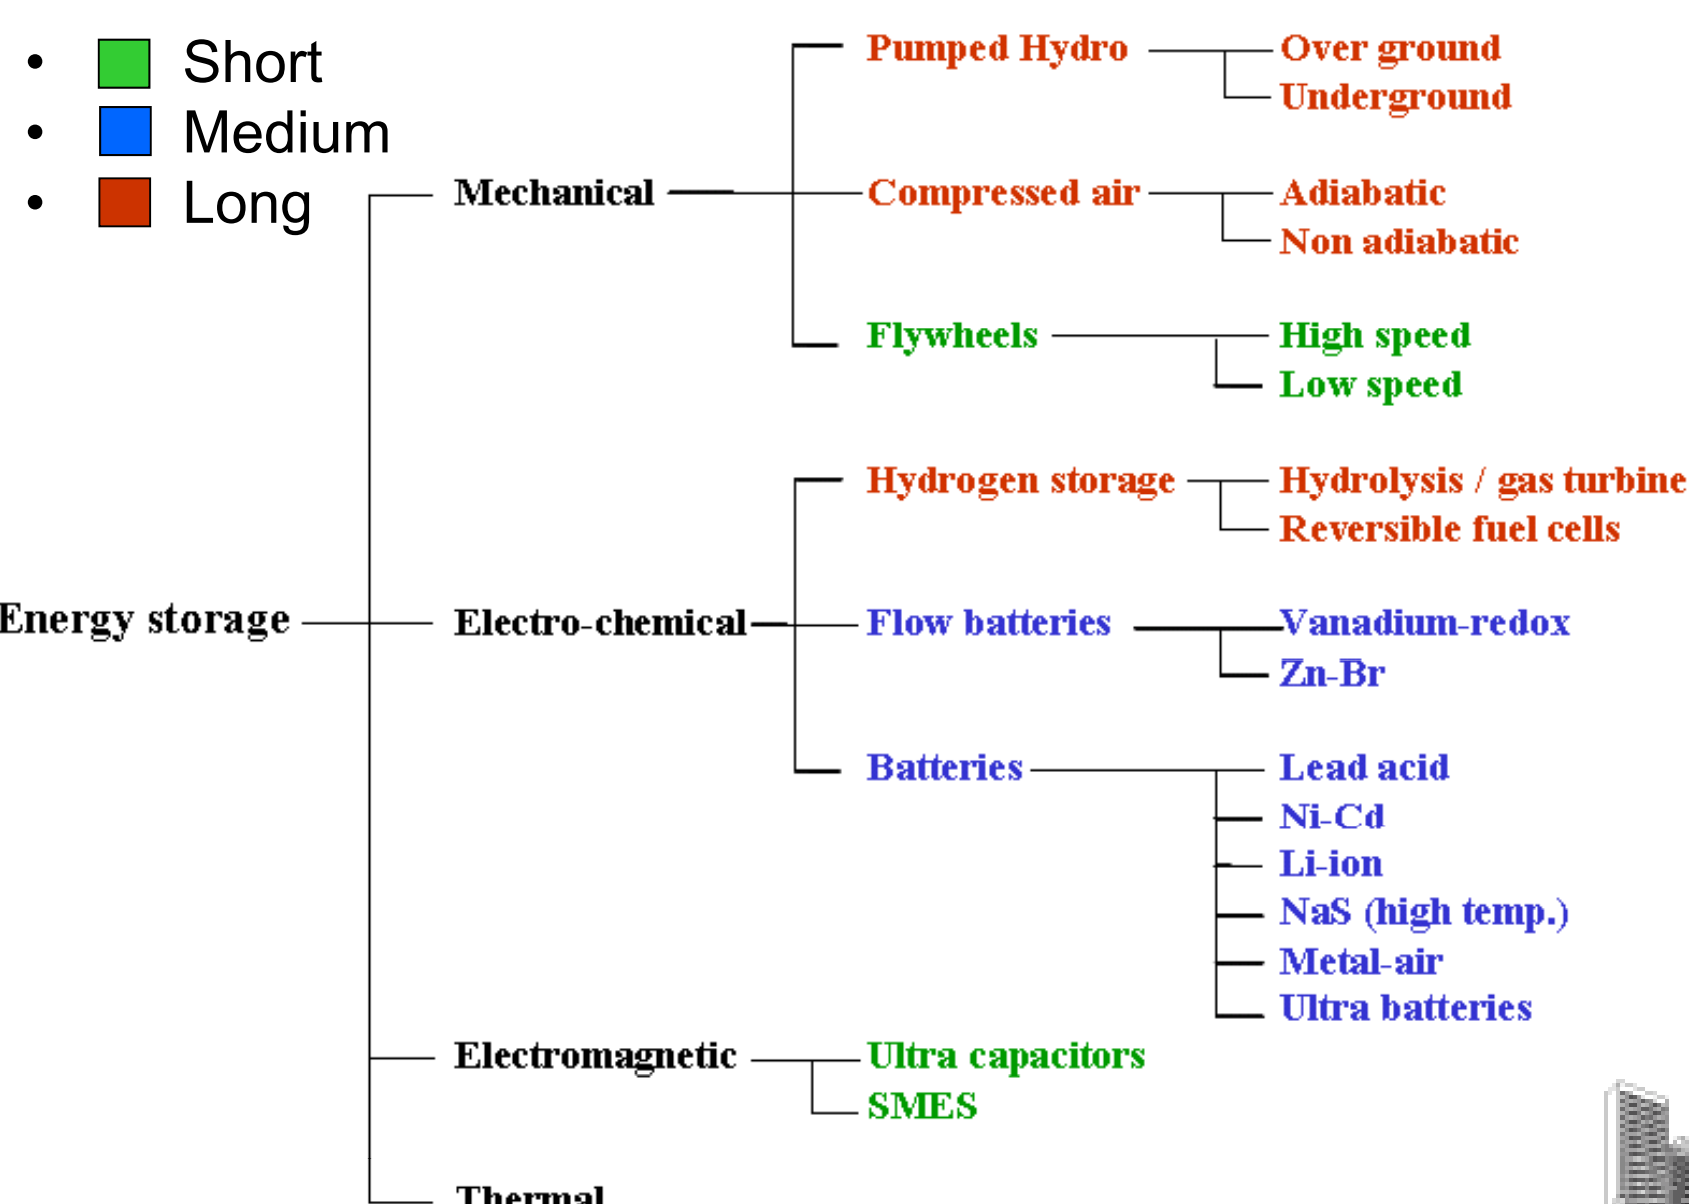 • Short
• Medium
• Long
Pumped Hydro
Over ground
Underground
Mechanical
Compressed air
Adiabatic
Non adiabatic
Flywheels
High speed
Low speed
Hydrogen storage
Hydrolysis / gas turbine
Reversible fuel cells
Energy storage
Electro-chemical
Flow batteries
Vanadium-redox
Zn-Br
Batteries
Lead acid
Ni-Cd
Li-ion
NaS (high temp.)
Metal-air
Ultra batteries
Electromagnetic
Ultra capacitors
SMES
Thermal